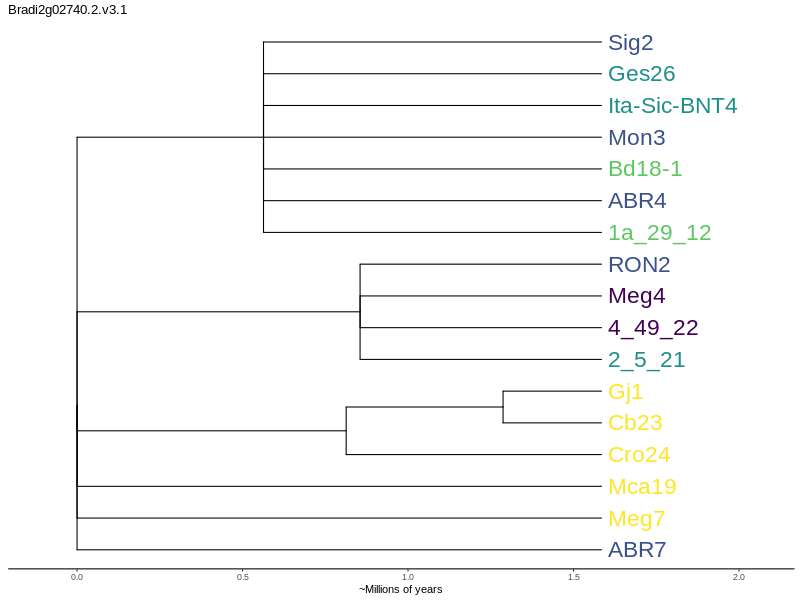 Bradi2g02740.2.v3.1
Sig2
Ges26
Ita-Sic-BNT4
Mon3
Bd18-1
ABR4
1a_29_12
RON2
Meg4
4_49_22
2_5_21
Gj1
Cb23
Cro24
Mca19
Meg7
ABR7
0.0 0.5 1.0 1.5 2.0
~Millions of years